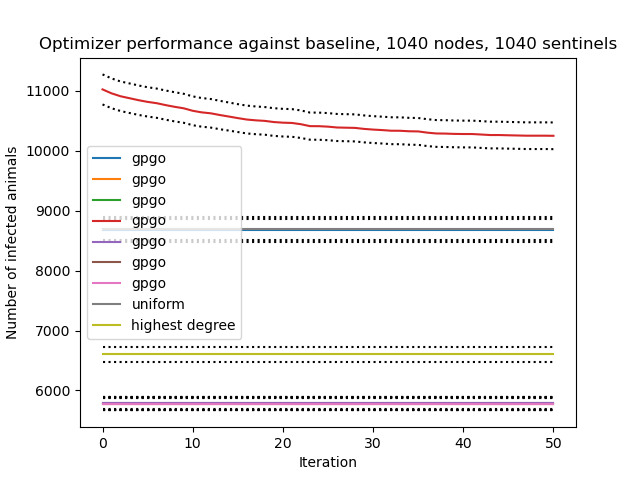 Optimizer performance against baseline, 1040 nodes, 1040 sentinels
Number of infected animals
11000
10000
9000
8000
7000
6000
gpgo
gpgo
gpgo
gpgo
gpgo
gpgo
gpgo
uniform
highest degree
0 10 20 30 40 50
Iteration